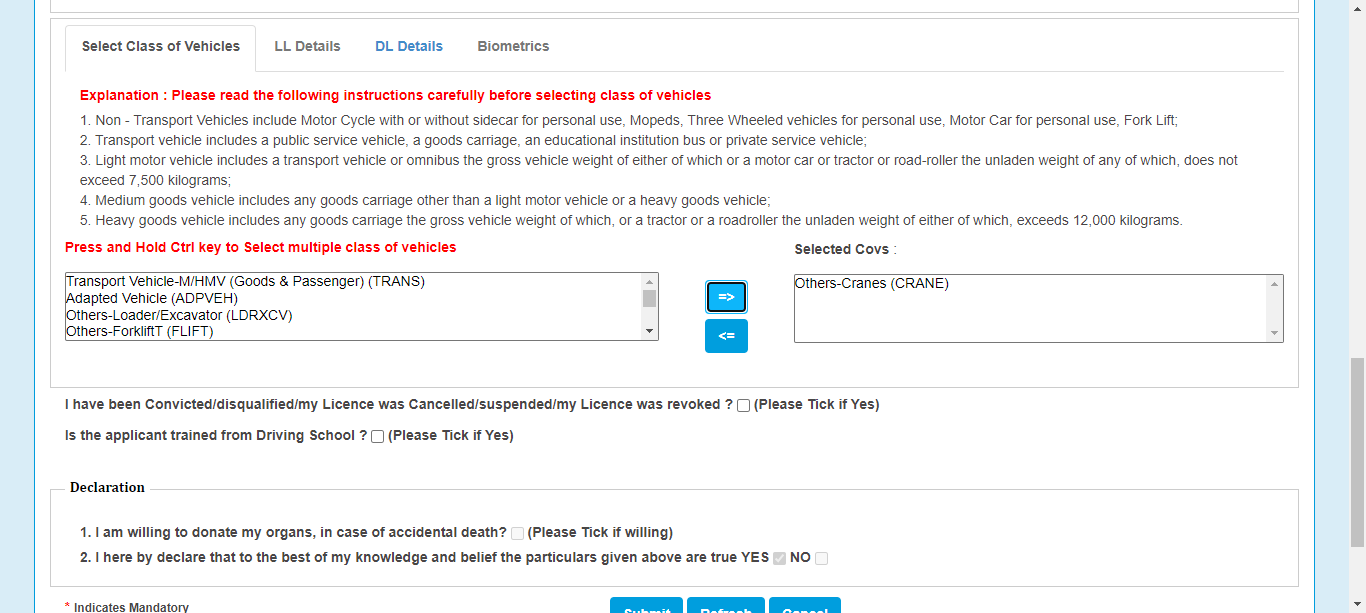 Select Class of Vehicles LL Details DL Details Biometrics
Explanation : Please read the following instructions carefully before selecting class of vehicles
1. Non - Transport Vehicles include Motor Cycle with or without sidecar for personal use, Mopeds, Three Wheeled vehicles for personal use, Motor Car for personal use, Fork Lift;
2. Transport vehicle includes a public service vehicle, a goods carriage, an educational institution bus or private service vehicle;
3. Light motor vehicle includes a transport vehicle or omnibus the gross vehicle weight of either of which or a motor car or tractor or road-roller the unladen weight of any of which, does not
exceed 7,500 kilograms;
4. Medium goods vehicle includes any goods carriage other than a light motor vehicle or a heavy goods vehicle;
5. Heavy goods vehicle includes any goods carriage the gross vehicle weight of which, or a tractor or a roadroller the unladen weight of either of which, exceeds 12,000 kilograms.
Press and Hold Ctrl key to Select multiple class of vehicles
Selected Covs :
Transport Vehicle-M/HMV (Goods & Passenger) (TRANS)
Adapted Vehicle (ADPVEH)
Others-Loader/Excavator (LDRXCV)
Others-ForkliftT (FLIFT)
=>
<=
Others-Cranes (CRANE)
I have been Convicted/disqualified/my Licence was Cancelled/suspended/my Licence was revoked ? (Please Tick if Yes)
Is the applicant trained from Driving School ? (Please Tick if Yes)
Declaration
1. I am willing to donate my organs, in case of accidental death? (Please Tick if willing)
2. I here by declare that to the best of my knowledge and belief the particulars given above are true YES NO
* Indicates Mandatory
Submit Refresh Cancel